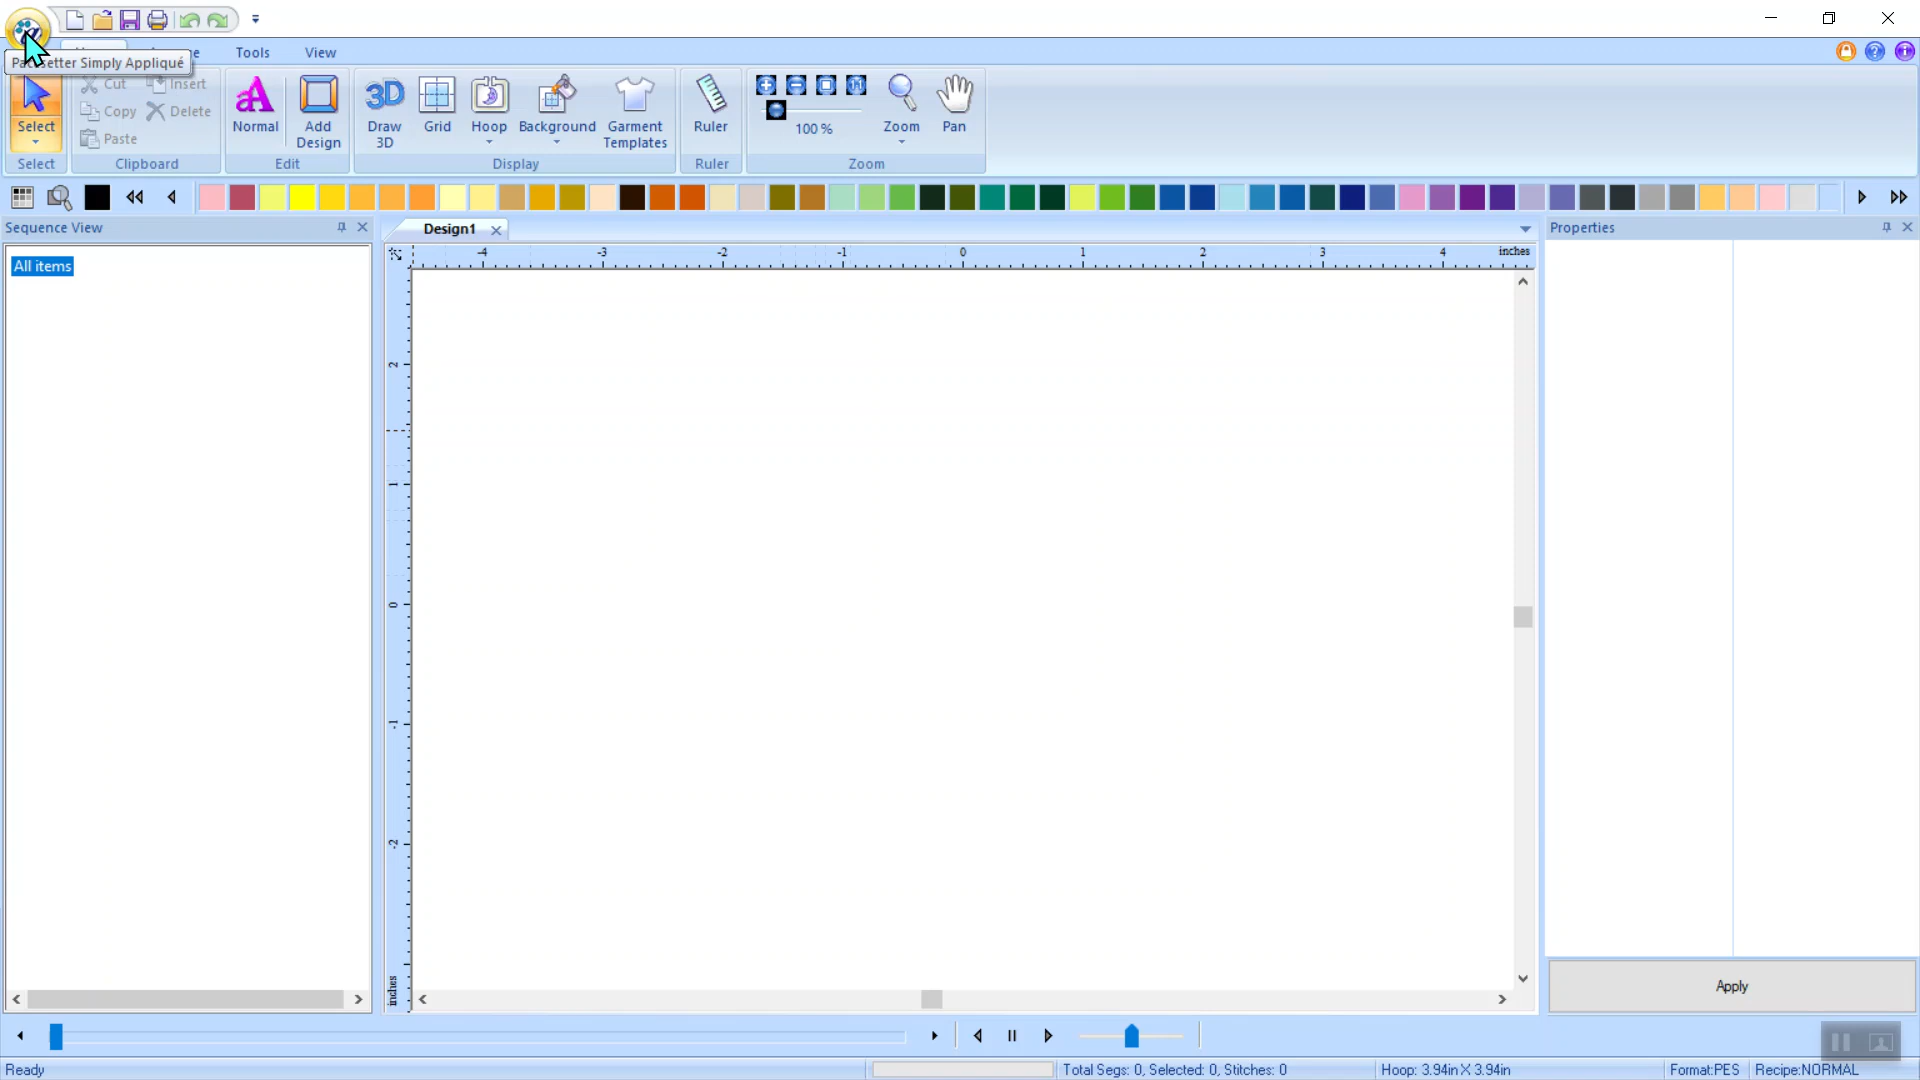 Tools View
Pacesetter Simply Appliqué
Cut Insert
Copy Delete
Paste
Select
Normal
Add Design
Draw 3D
Grid
Hoop
Background
Garment Templates
Ruler
100 %
Zoom
Pan
Select Clipboard Edit Display Ruler Zoom
Sequence View
Design1
Properties
All items
-4 -3 -2 -1 0 1 2 3 4 inches
2
1
0
-1
-2
inches
Apply
Ready
Total Segs: 0, Selected: 0, Stitches: 0
Hoop: 3.94in X 3.94in
Format:PES
Recipe:NORMAL